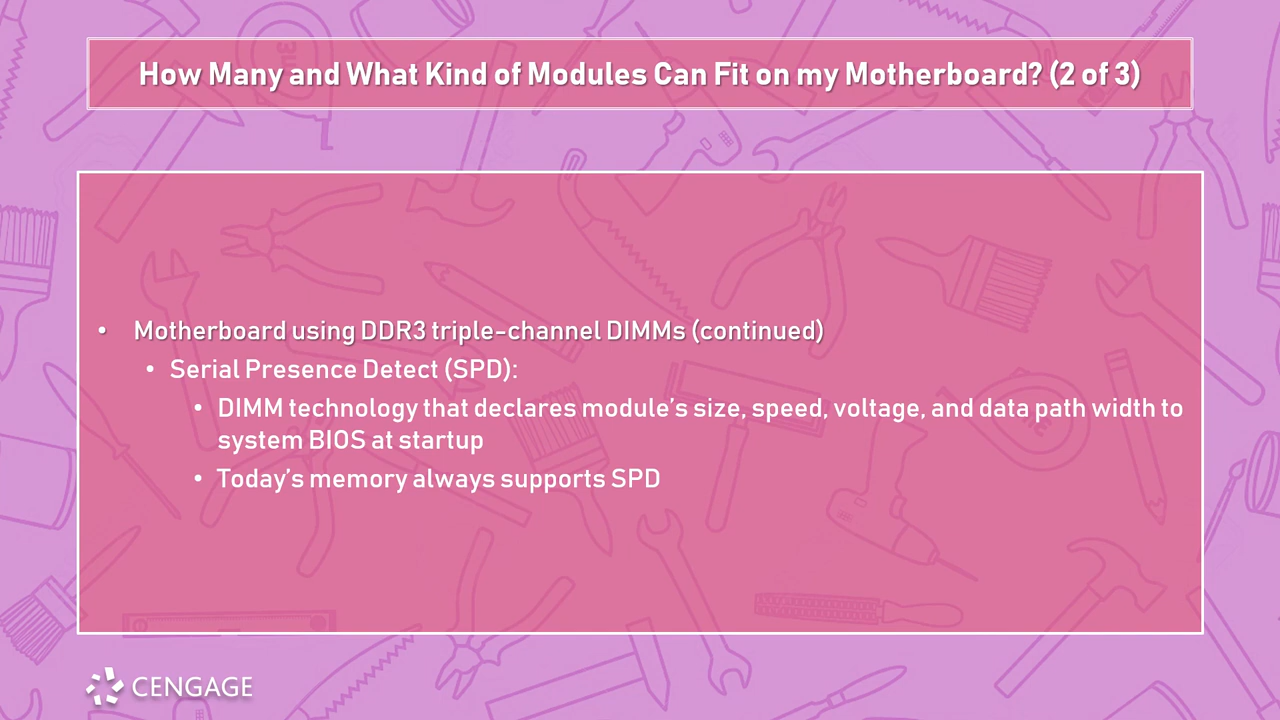 How Many and What Kind of Modules Can Fit on my Motherboard? (2 of 3)
• Motherboard using DDR3 triple-channel DIMMs (continued)
• Serial Presence Detect (SPD):
• DIMM technology that declares module’s size, speed, voltage, and data path width to
system BIOS at startup
• Today’s memory always supports SPD
CENGAGE